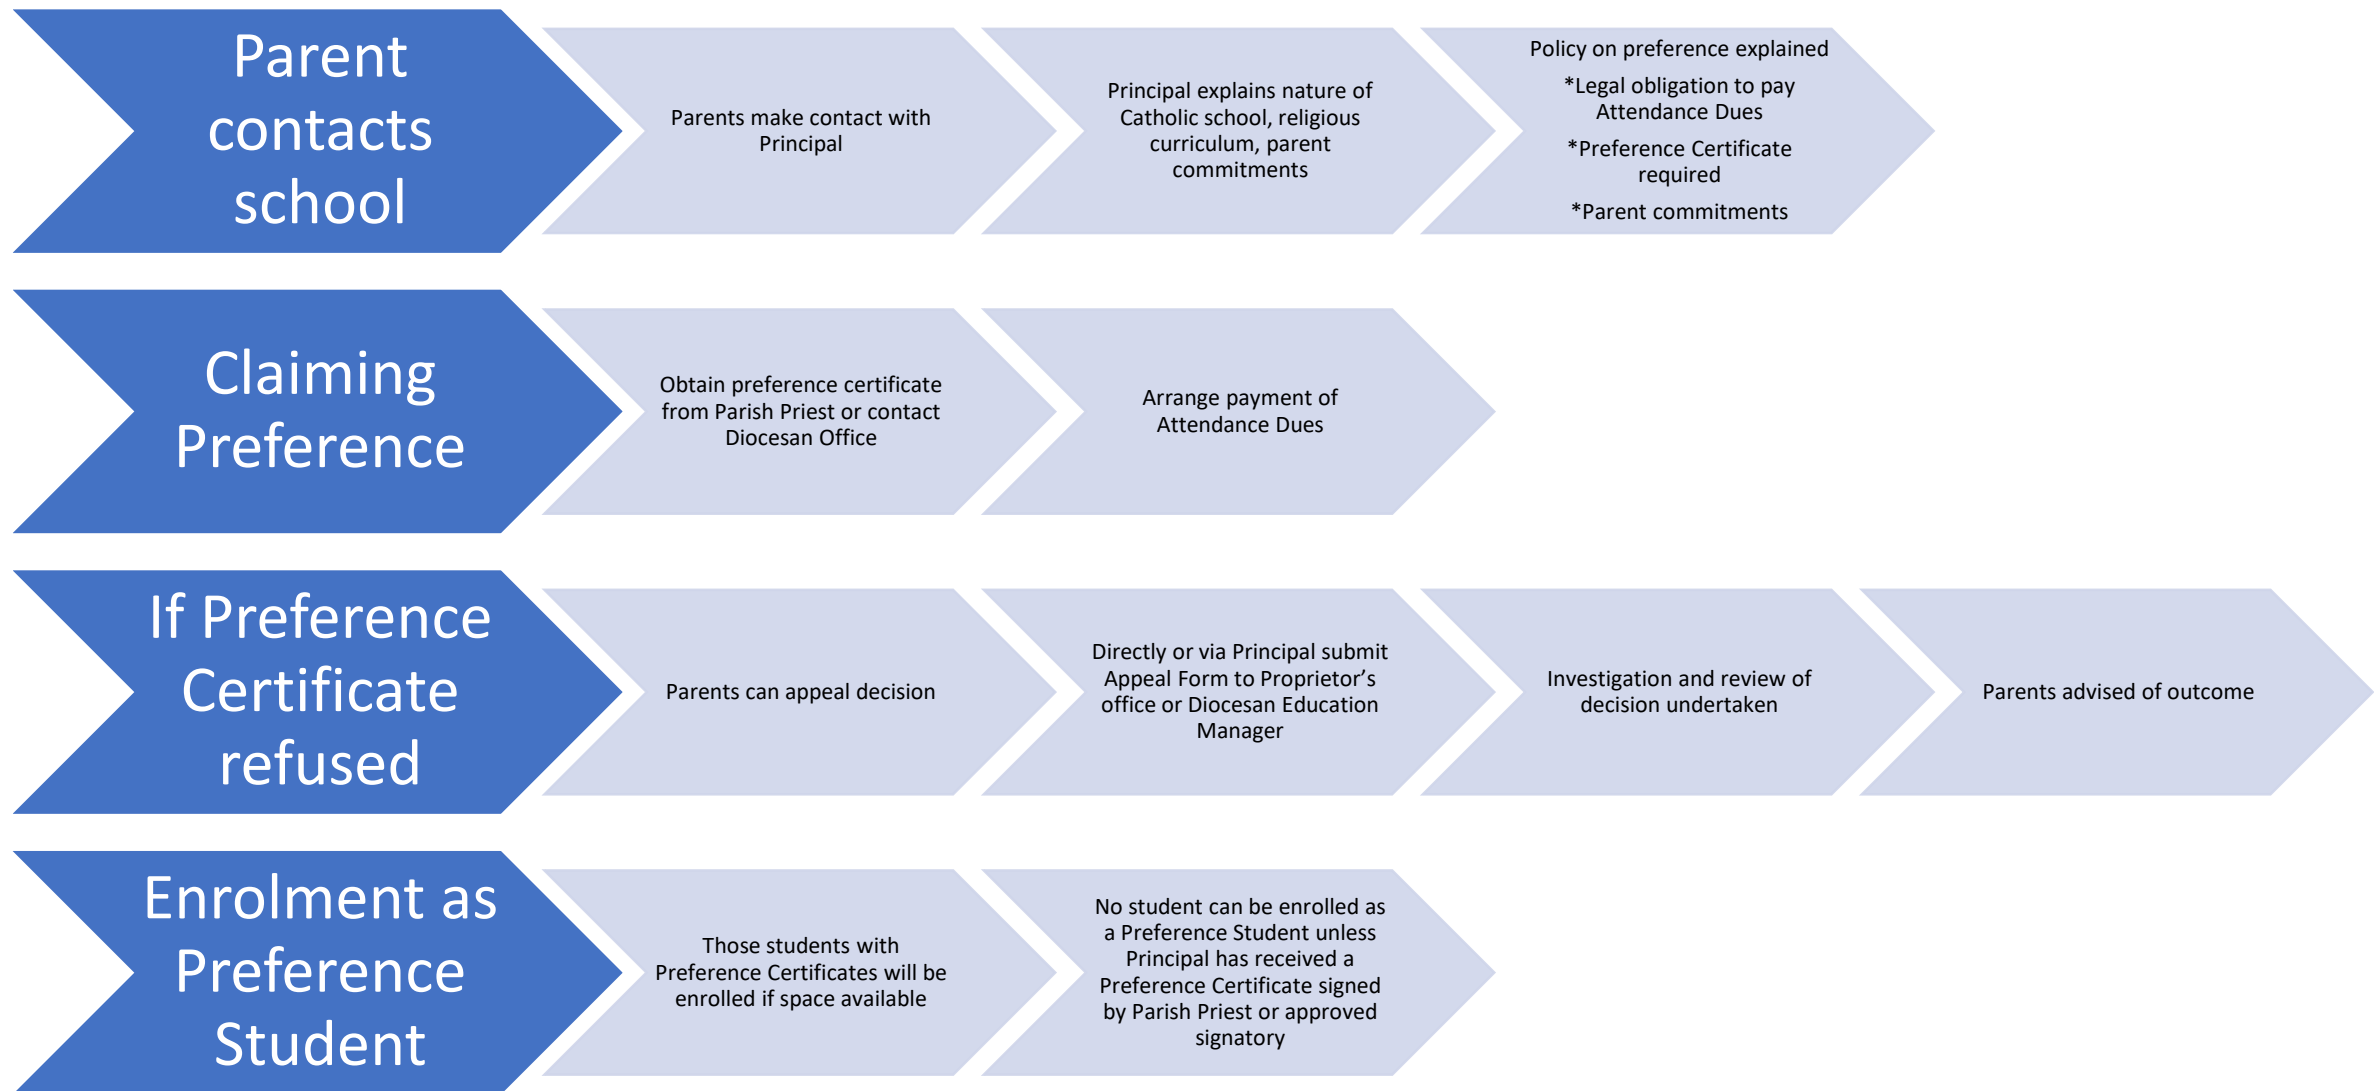 Parent
contacts
school
Parents make contact with
Principal
Principal explains nature of
Catholic school, religious
curriculum, parent
commitments
Policy on preference explained
*Legal obligation to pay
Attendance Dues
*Preference Certificate
required
*Parent commitments
Claiming
Preference
Obtain preference certificate
from Parish Priest or contact
Diocesan Office
Arrange payment of
Attendance Dues
If Preference
Certificate
refused
Parents can appeal decision
Directly or via Principal submit
Appeal Form to Proprietor’s
office or Diocesan Education
Manager
Investigation and review of
decision undertaken
Parents advised of outcome
Enrolment as
Preference
Student
Those students with
Preference Certificates will be
enrolled if space available
No student can be enrolled as
a Preference Student unless
Principal has received a
Preference Certificate signed
by Parish Priest or approved
signatory